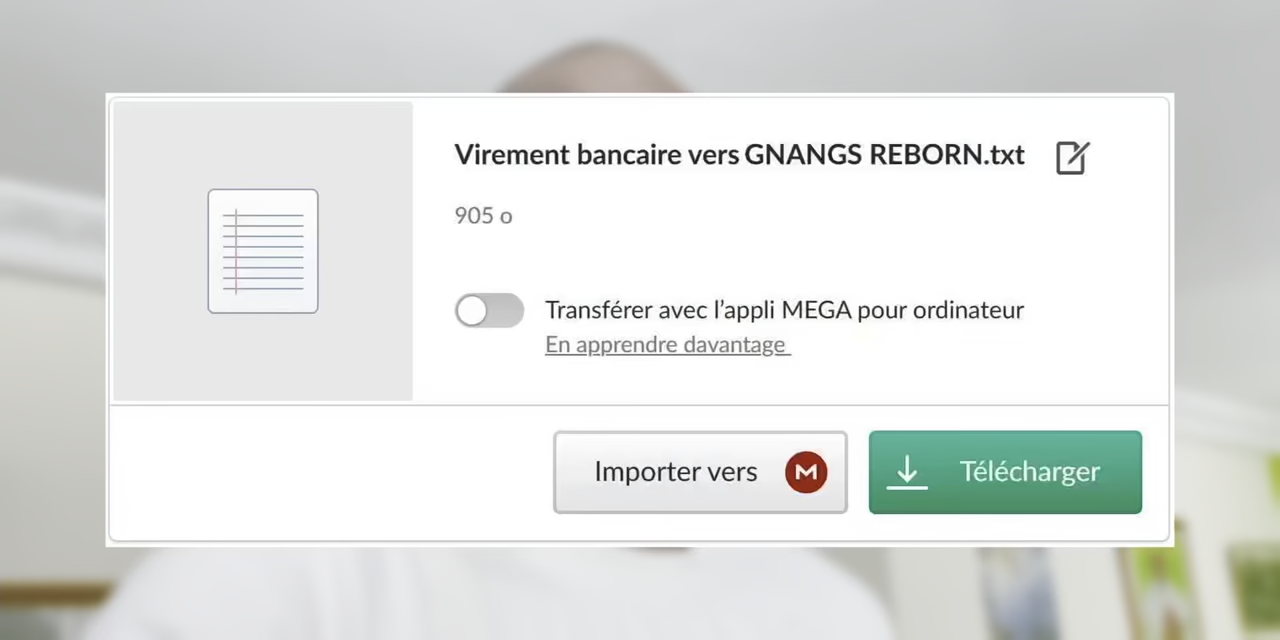 Virement bancaire vers GNANGS REBORN.txt
905 o
Transférer avec l’appli MEGA pour ordinateur
En apprendre davantage
Importer vers M
Télécharger